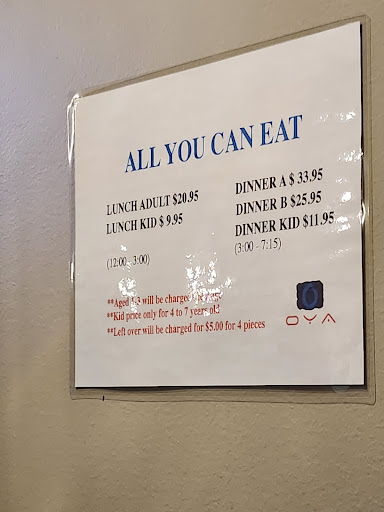 ALL YOU CAN EAT
LUNCH ADULT $20.95
LUNCH KID $ 9.95
(12:00 - 3:00)
DINNER A $ 33.95
DINNER B $25.95
DINNER KID $11.95
(3:00 - 7:15)
**Aged will be charged
**Kid price only for 4 to 7 years old
**Left over will be charged for $5.00 for 4 pieces
OYA